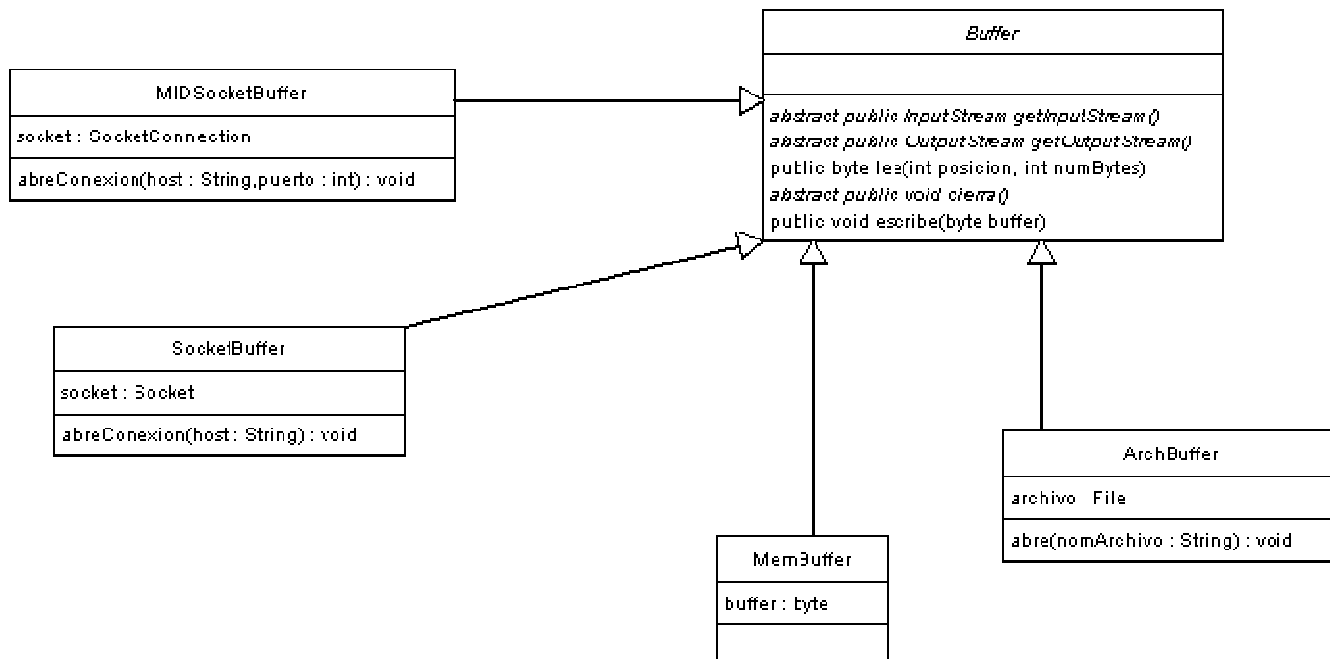 Buffer
abstract public InputStream getInputStream()
abstract public OutputStream getOutputStream()
public byte lee(int posicion, int numBytes)
abstract public void cierra()
public void escribe(byte buffer)
MIDSocketBuffer
socket : SocketConnection
abreConexion(host : String,puerto : int) : void
SocketBuffer
socket : Socket
abreConexion(host : String) : void
ArchBuffer
archivo : File
abre(nomArchivo : String) : void
MemBuffer
buffer : byte